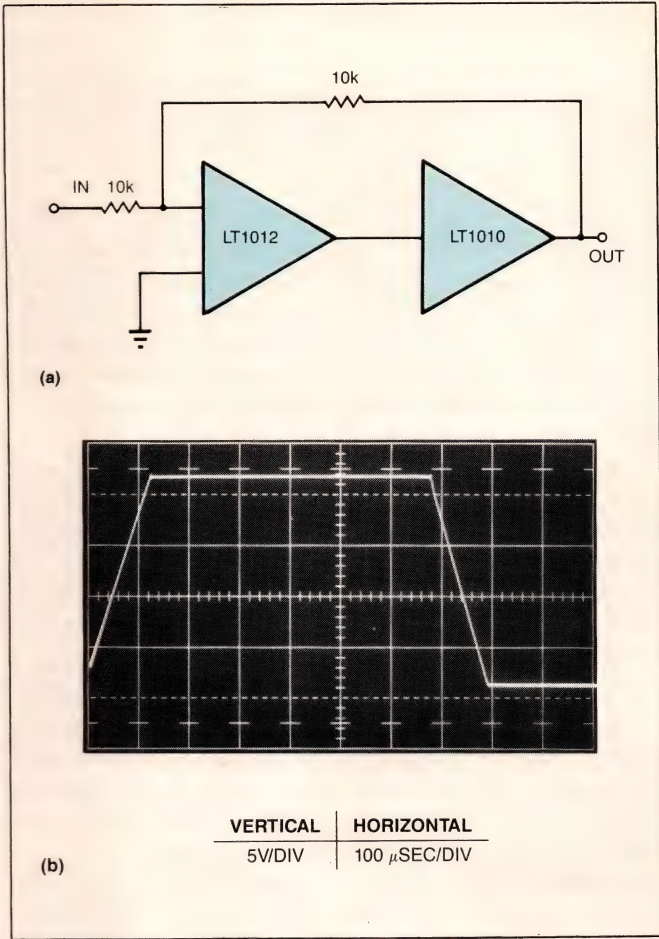 10k
IN 10k
LT1012
LT1010
OUT
(a)
VERTICAL HORIZONTAL
5V/DIV 100 μSEC/DIV
(b)